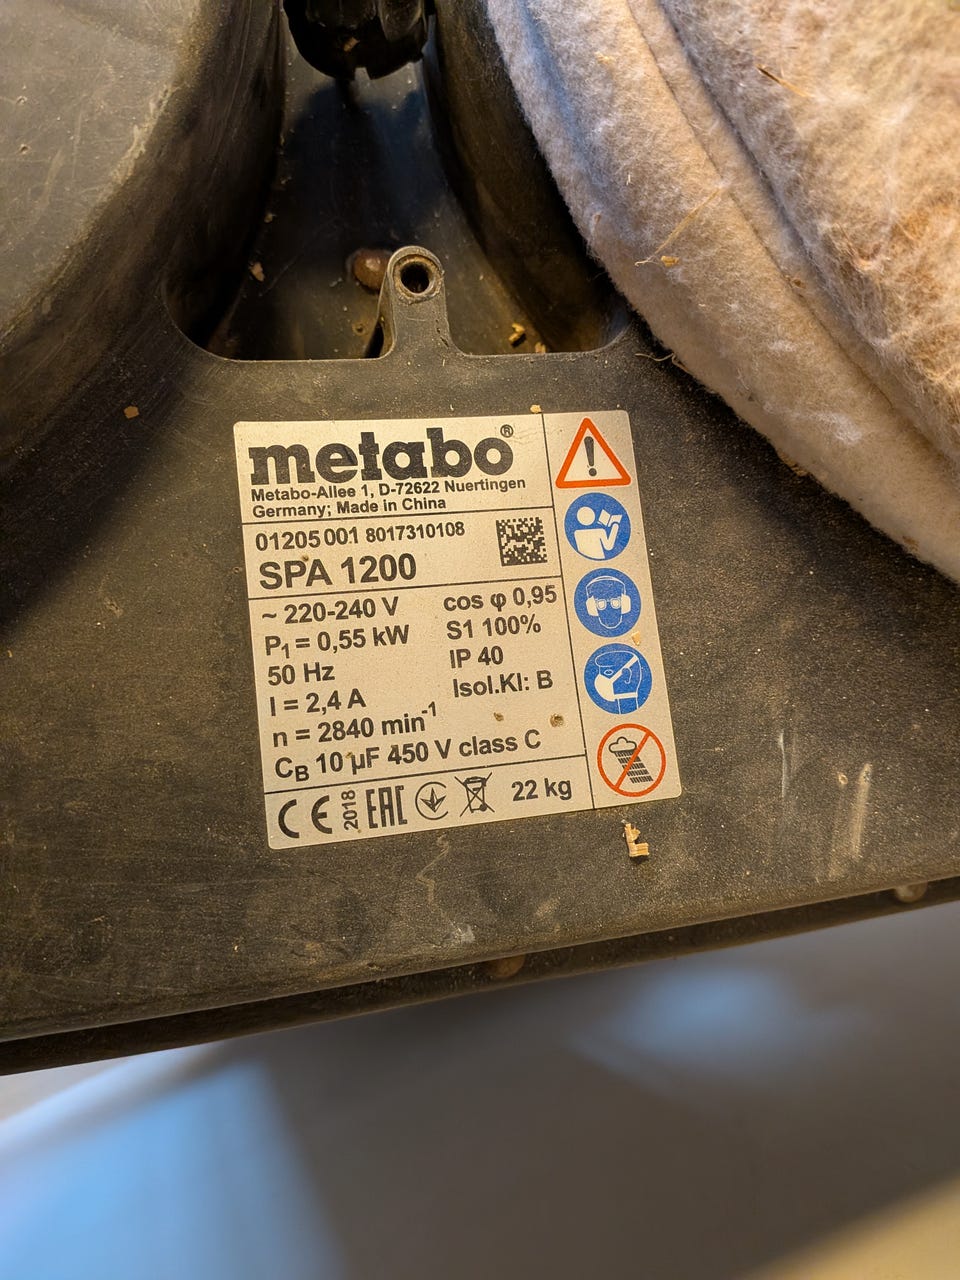 metabo®
Metabo-Allee 1, D-72622 Nuertingen
Germany; Made in China
01205001 8017310108
SPA 1200
~ 220-240 V
P1 = 0,55 kW
50 Hz
I = 2,4 A
n = 2840 min-1
cos φ 0,95
S1 100%
IP 40
Isol.Kl: B
CB 10 µF 450 V class C
CE 2018 EAC 22 kg